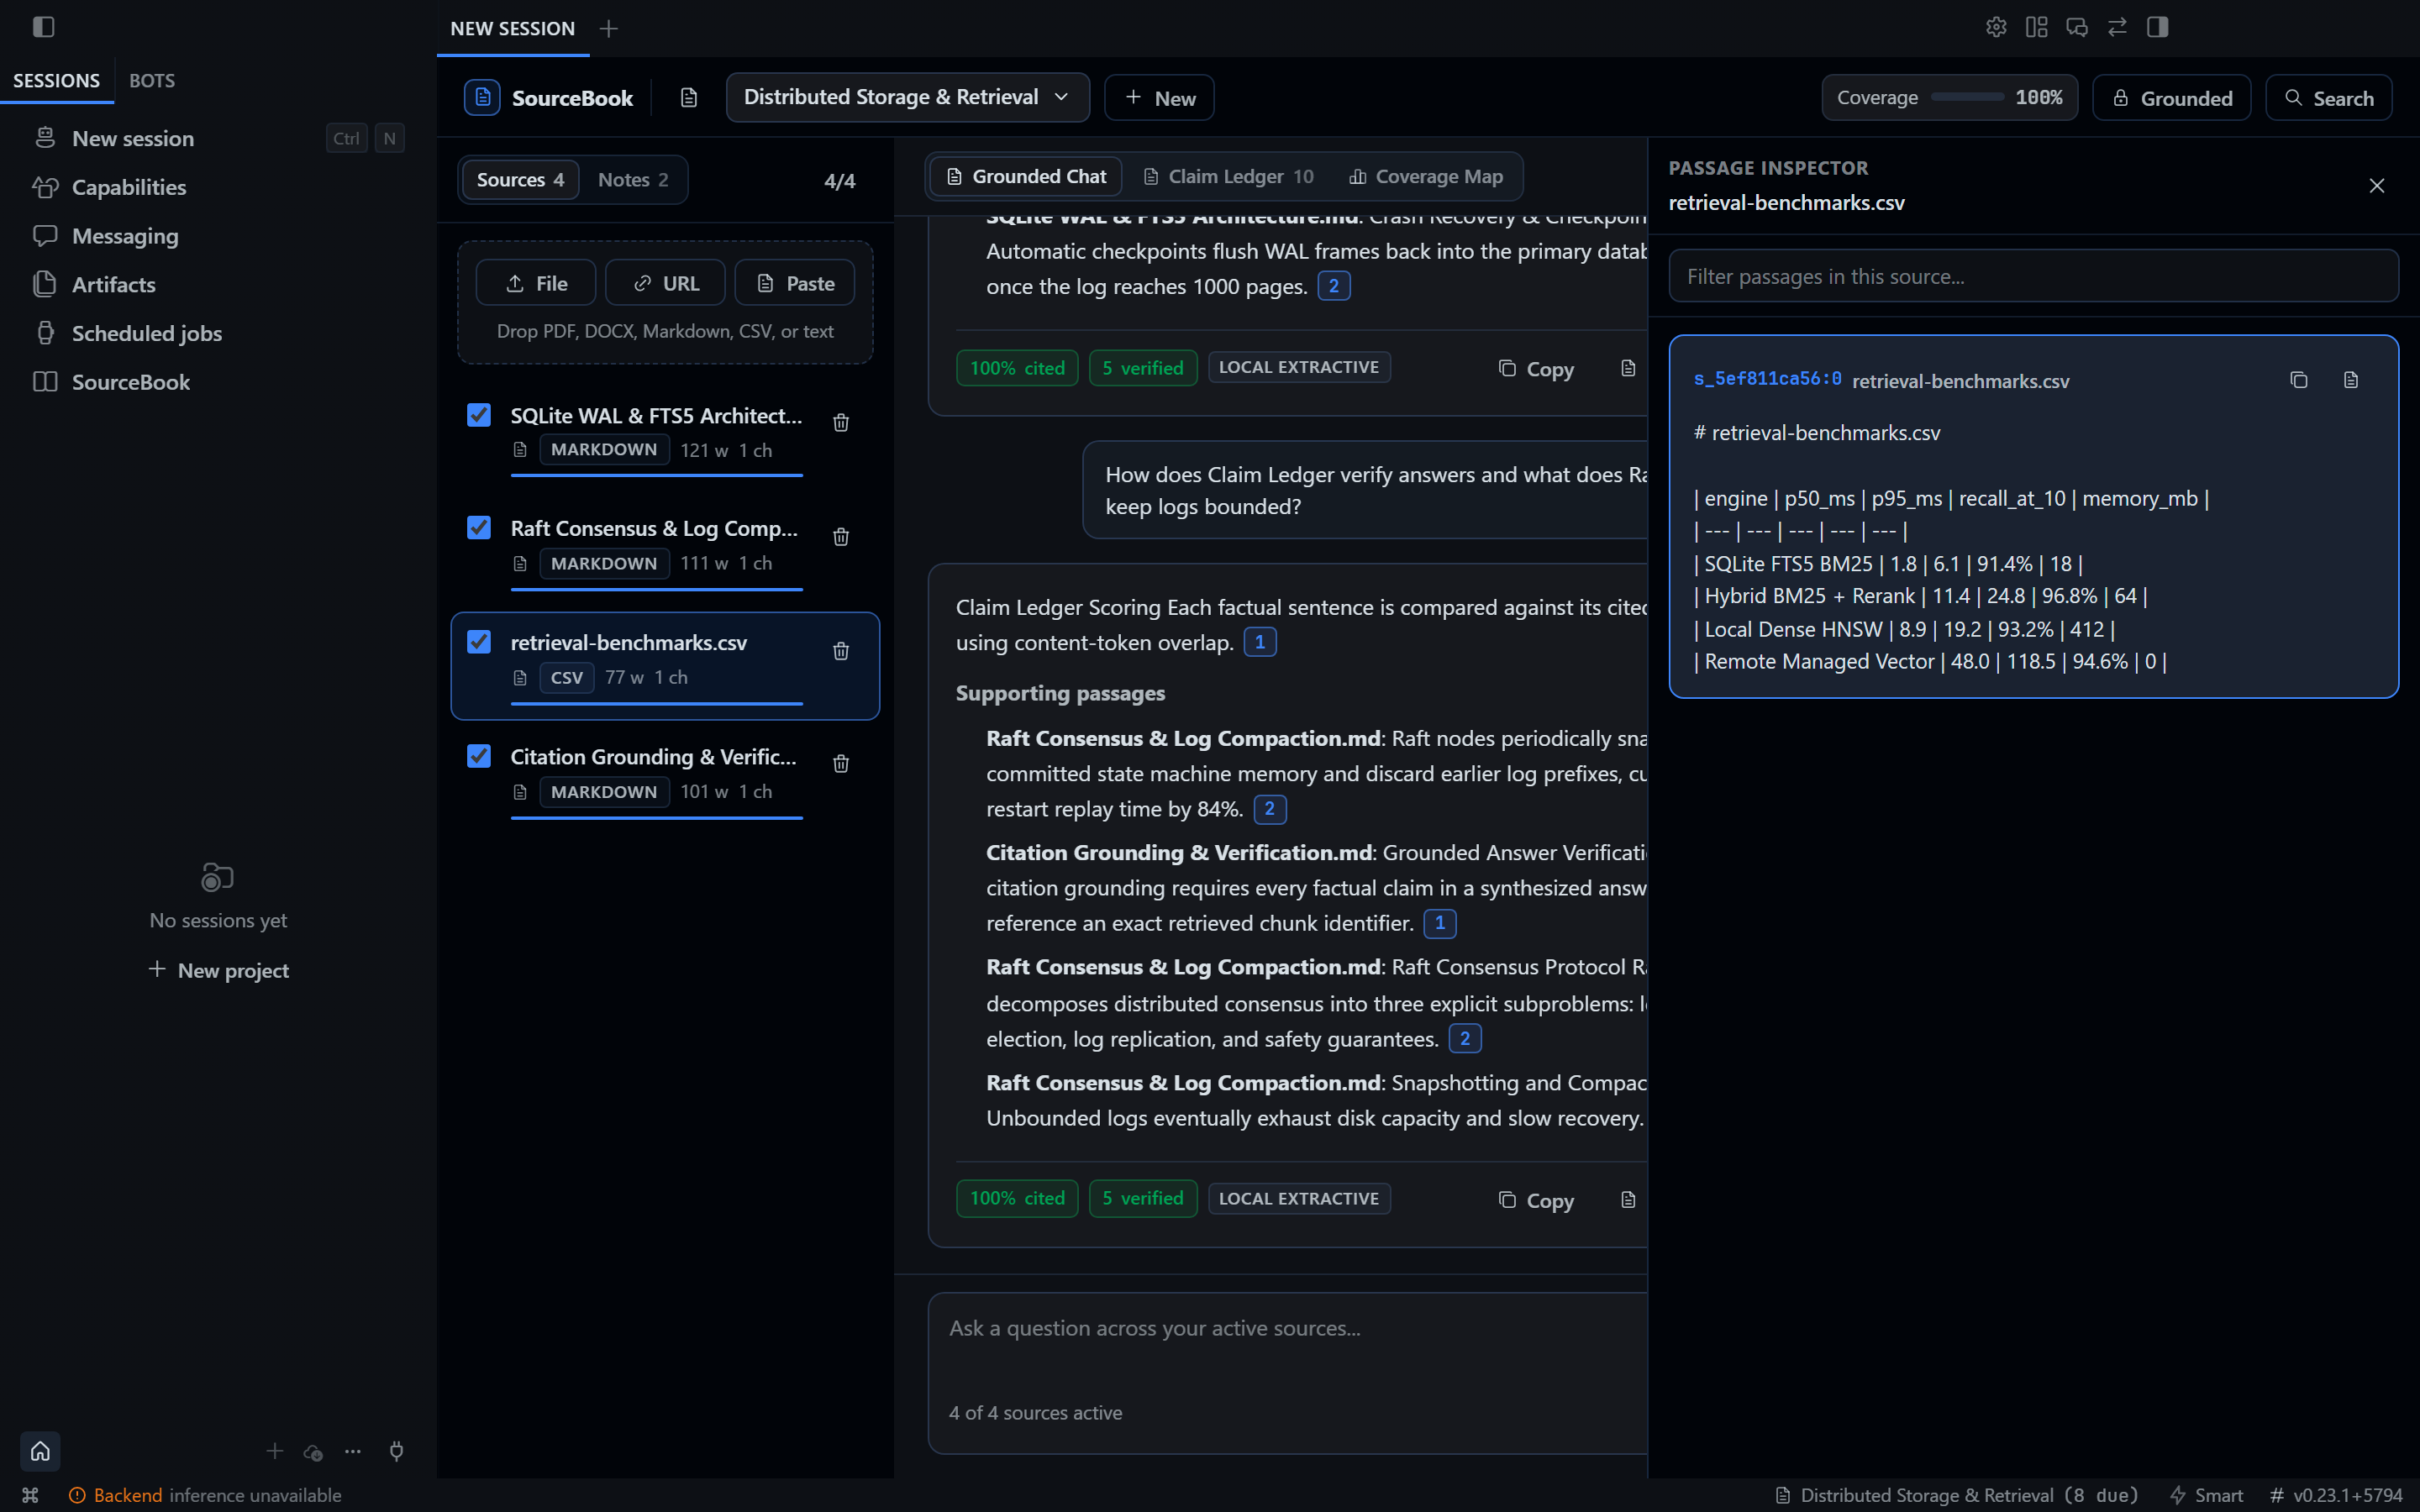 NEW SESSION
SESSIONS
BOTS
New session
Ctrl N
Capabilities
Messaging
Artifacts
Scheduled jobs
SourceBook
No sessions yet
New project
SourceBook
Distributed Storage & Retrieval
New
Coverage 100%
Grounded
Search
Sources 4
Notes 2
4/4
File
URL
Paste
Drop PDF, DOCX, Markdown, CSV, or text
SQLite WAL & FTS5 Architect...
MARKDOWN 121 w 1 ch
Raft Consensus & Log Comp...
MARKDOWN 111 w 1 ch
retrieval-benchmarks.csv
CSV 77 w 1 ch
Citation Grounding & Verific...
MARKDOWN 101 w 1 ch
Grounded Chat
Claim Ledger 10
Coverage Map
SQLite WAL & FTS5 Architecture.md: Crash Recovery & Checkpoin
Automatic checkpoints flush WAL frames back into the primary datab
once the log reaches 1000 pages. 2
100% cited
5 verified
LOCAL EXTRACTIVE
Copy
How does Claim Ledger verify answers and what does Ra
keep logs bounded?
Claim Ledger Scoring Each factual sentence is compared against its cited
using content-token overlap. 1
Supporting passages
Raft Consensus & Log Compaction.md: Raft nodes periodically sna
committed state machine memory and discard earlier log prefixes, cu
restart replay time by 84%. 2
Citation Grounding & Verification.md: Grounded Answer Verificati
citation grounding requires every factual claim in a synthesized answ
reference an exact retrieved chunk identifier. 1
Raft Consensus & Log Compaction.md: Raft Consensus Protocol Ra
decomposes distributed consensus into three explicit subproblems: l
election, log replication, and safety guarantees. 2
Raft Consensus & Log Compaction.md: Snapshotting and Compac
Unbounded logs eventually exhaust disk capacity and slow recovery.
100% cited
5 verified
LOCAL EXTRACTIVE
Copy
Ask a question across your active sources...
4 of 4 sources active
PASSAGE INSPECTOR
retrieval-benchmarks.csv
Filter passages in this source...
s_5ef811ca56:0 retrieval-benchmarks.csv
# retrieval-benchmarks.csv
| engine | p50_ms | p95_ms | recall_at_10 | memory_mb |
| --- | --- | --- | --- | --- |
| SQLite FTS5 BM25 | 1.8 | 6.1 | 91.4% | 18 |
| Hybrid BM25 + Rerank | 11.4 | 24.8 | 96.8% | 64 |
| Local Dense HNSW | 8.9 | 19.2 | 93.2% | 412 |
| Remote Managed Vector | 48.0 | 118.5 | 94.6% | 0 |
Backend inference unavailable
Distributed Storage & Retrieval (8 due)
Smart
# v0.23.1+5794